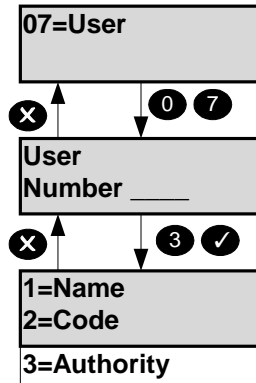 07=User
X 0 7
User
Number ____
X 3 ✓
1=Name
2=Code
3=Authority